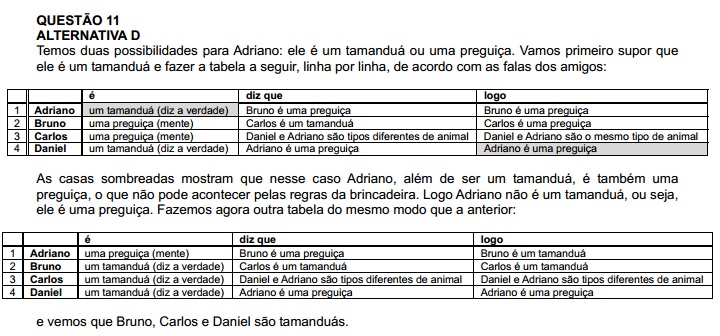 QUESTÃO 11
ALTERNATIVA D
Temos duas possibilidades para Adriano: ele é um tamanduá ou uma preguiça. Vamos primeiro supor que
ele é um tamanduá e fazer a tabela a seguir, linha por linha, de acordo com as falas dos amigos:
é diz que logo
1 Adriano um tamanduá (diz a verdade) Bruno é uma preguiça Bruno é uma preguiça
2 Bruno uma preguiça (mente) Carlos é um tamanduá Carlos é uma preguiça
3 Carlos uma preguiça (mente) Daniel e Adriano são tipos diferentes de animal Daniel e Adriano são o mesmo tipo de animal
4 Daniel um tamanduá (diz a verdade) Adriano é uma preguiça Adriano é uma preguiça
As casas sombreadas mostram que nesse caso Adriano, além de ser um tamanduá, é também uma
preguiça, o que não pode acontecer pelas regras da brincadeira. Logo Adriano não é um tamanduá, ou seja,
ele é uma preguiça. Fazemos agora outra tabela do mesmo modo que a anterior:
é diz que logo
1 Adriano uma preguiça (mente) Bruno é uma preguiça Bruno é um tamanduá
2 Bruno um tamanduá (diz a verdade) Carlos é um tamanduá Carlos é um tamanduá
3 Carlos um tamanduá (diz a verdade) Daniel e Adriano são tipos diferentes de animal Daniel e Adriano são tipos diferentes de animal
4 Daniel um tamanduá (diz a verdade) Adriano é uma preguiça Adriano é uma preguiça
e vemos que Bruno, Carlos e Daniel são tamanduás.